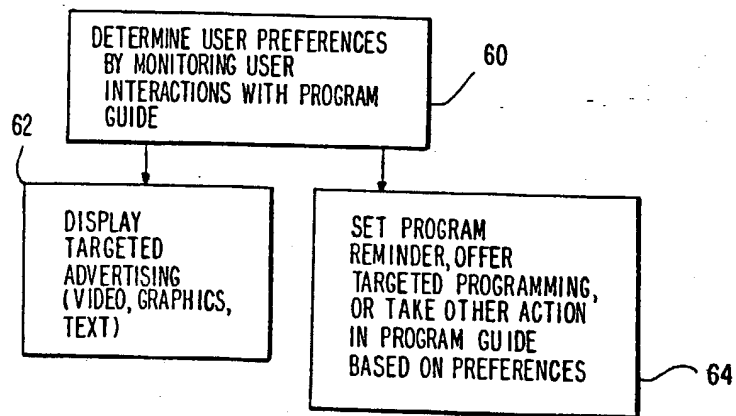 DETERMINE USER PREFERENCES
BY MONITORING USER
INTERACTIONS WITH PROGRAM
GUIDE
60
62
DISPLAY
TARGETED
ADVERTISING
(VIDEO, GRAPHICS,
TEXT)
SET PROGRAM
REMINDER, OFFER
TARGETED PROGRAMMING,
OR TAKE OTHER ACTION
IN PROGRAM GUIDE
BASED ON PREFERENCES
64